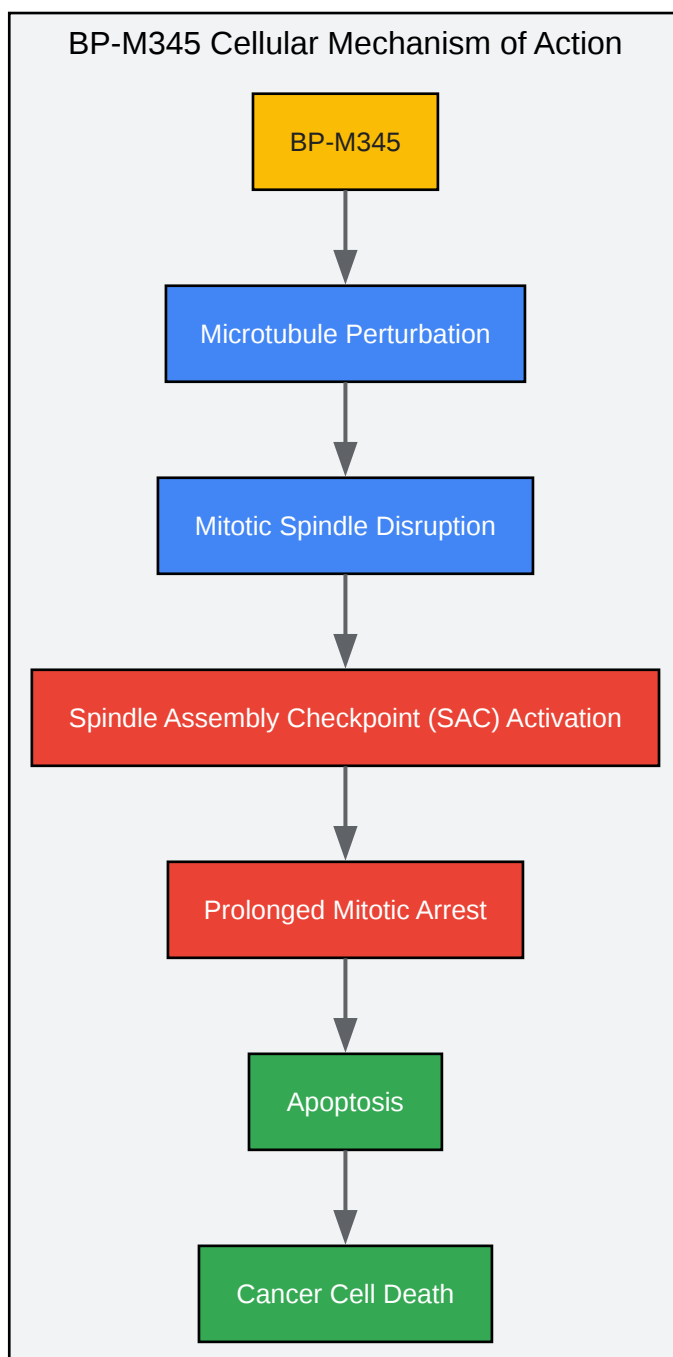 BP-M345 Cellular Mechanism of Action
BP-M345
Microtubule Perturbation
Mitotic Spindle Disruption
Spindle Assembly Checkpoint (SAC) Activation
Prolonged Mitotic Arrest
Apoptosis
Cancer Cell Death